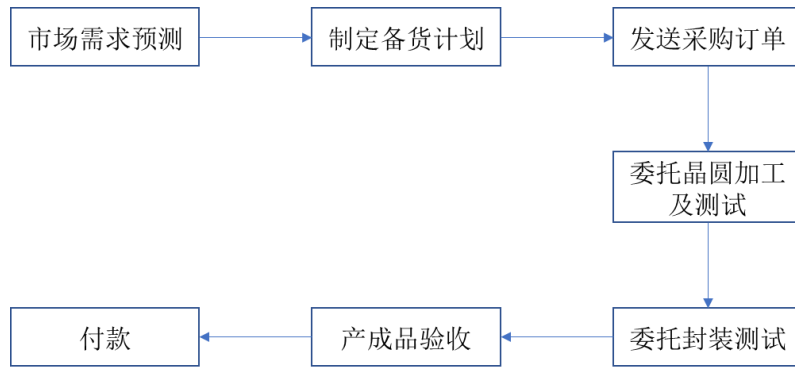 市场需求预测
制定备货计划
发送采购订单
委托晶圆加工
及测试
委托封装测试
产成品验收
付款